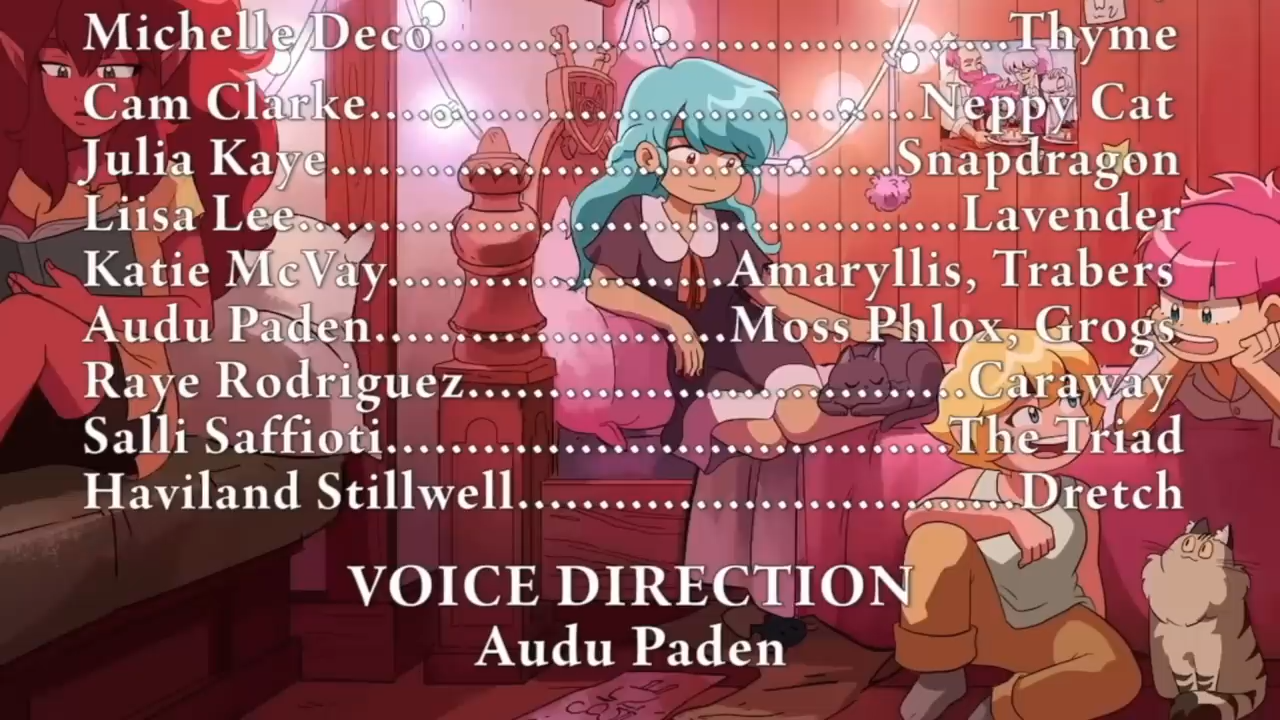 Michelle Deco.......................................Thyme
Cam Clarke.....................................Neppy Cat
Julia Kaye......................................Snapdragon
Liisa Lee............................................Lavender
Katie McVay.......................Amaryllis, Trabers
Audu Paden.......................Moss Phlox, Grogs
Raye Rodriguez.................................Caraway
Salli Saffioti......................................The Triad
Haviland Stillwell..................................Dretch
VOICE DIRECTION
Audu Paden